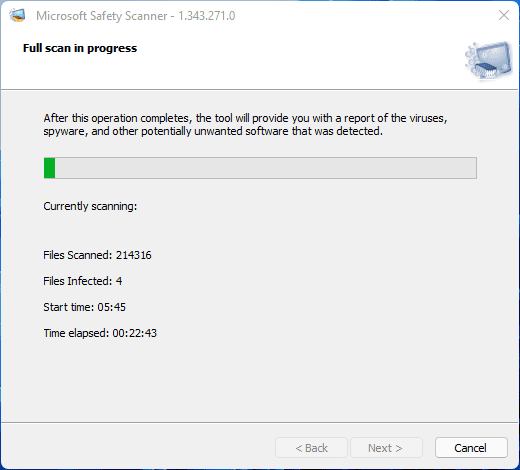 Microsoft Safety Scanner - 1.343.271.0
Full scan in progress
After this operation completes, the tool will provide you with a report of the viruses,
spyware, and other potentially unwanted software that was detected.
Currently scanning:
Files Scanned: 214316
Files Infected: 4
Start time: 05:45
Time elapsed: 00:22:43
< Back
Next >
Cancel